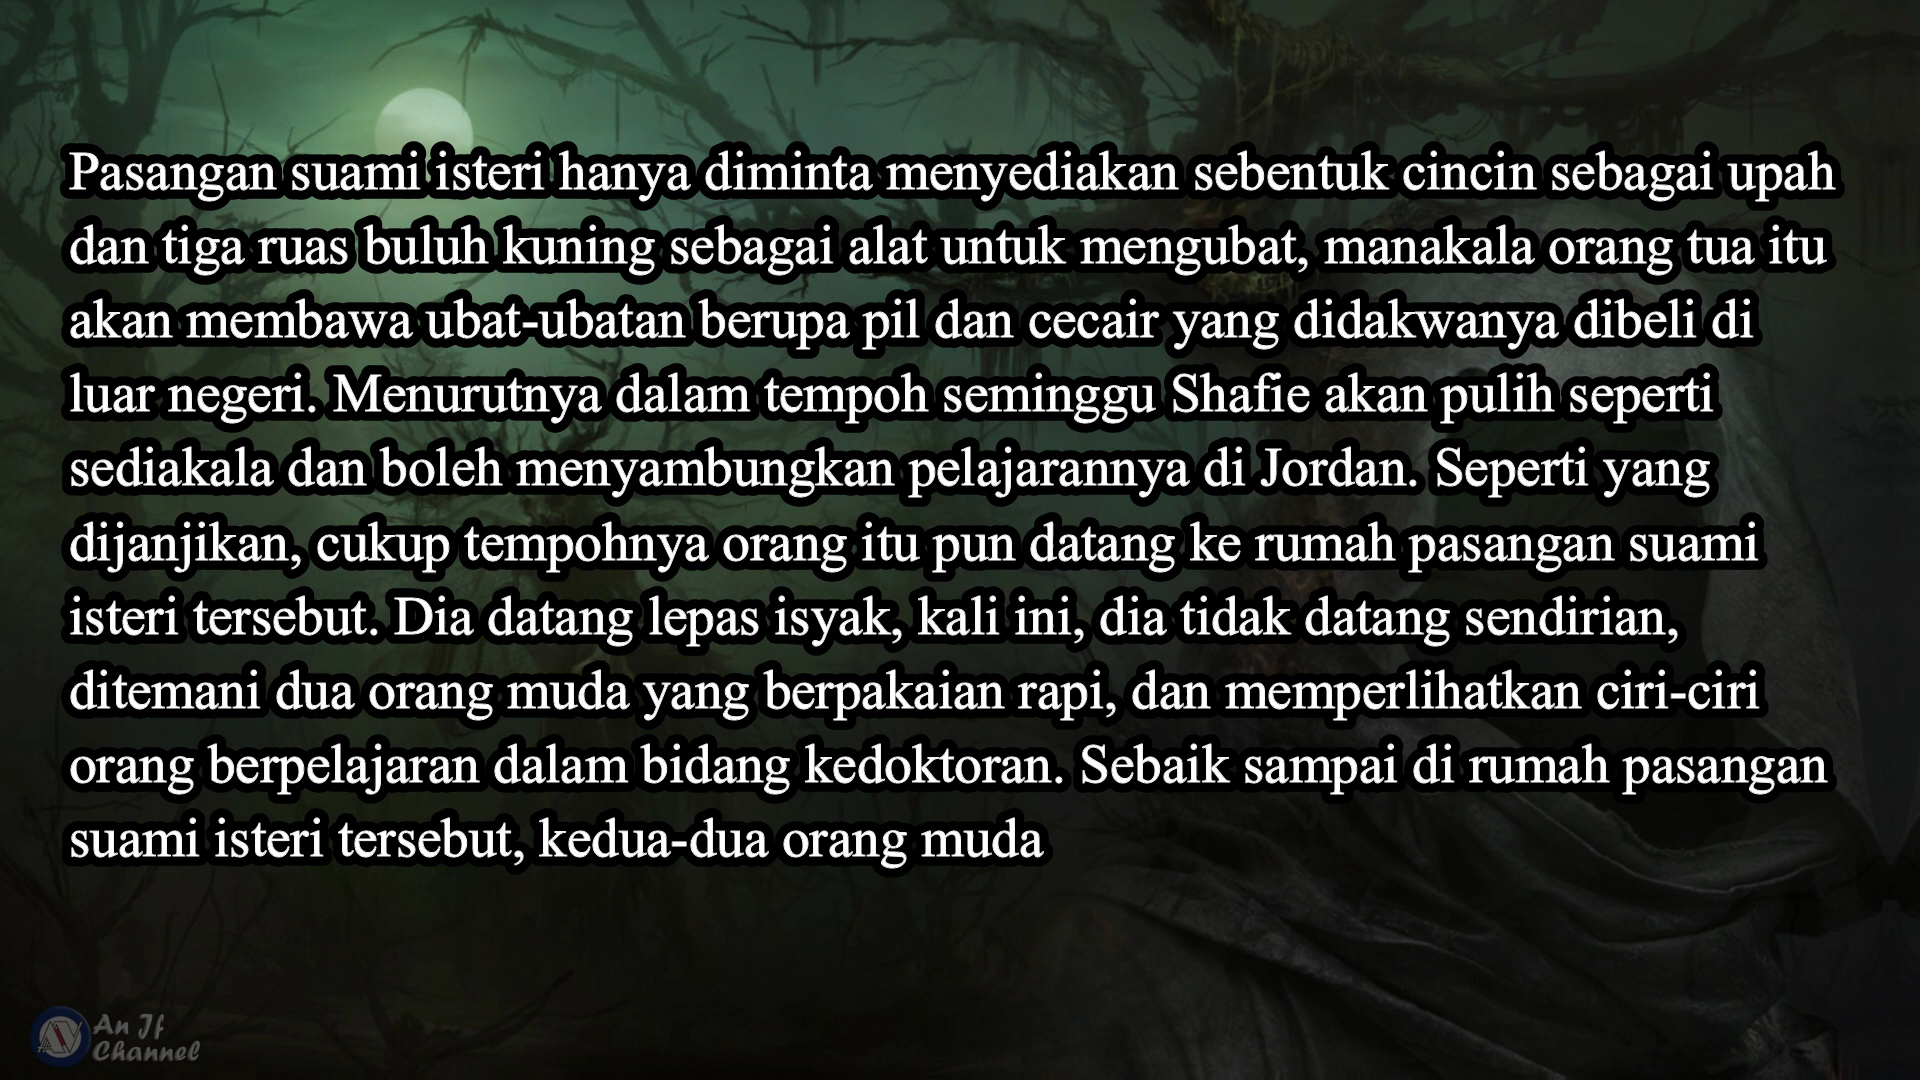 Pasangan suami isteri hanya diminta menyediakan sebentuk cincin sebagai upah
dan tiga ruas buluh kuning sebagai alat untuk mengubat, manakala orang tua itu
akan membawa ubat-ubatan berupa pil dan cecair yang didakwanya dibeli di
luar negeri. Menurutnya dalam tempoh seminggu Shafie akan pulih seperti
sediakala dan boleh menyambungkan pelajarannya di Jordan. Seperti yang
dijanjikan, cukup tempohnya orang itu pun datang ke rumah pasangan suami
isteri tersebut. Dia datang lepas isyak, kali ini, dia tidak datang sendirian,
ditemani dua orang muda yang berpakaian rapi, dan memperlihatkan ciri-ciri
orang berpelajaran dalam bidang kedoktoran. Sebaik sampai di rumah pasangan
suami isteri tersebut, kedua-dua orang muda
An If
Channel